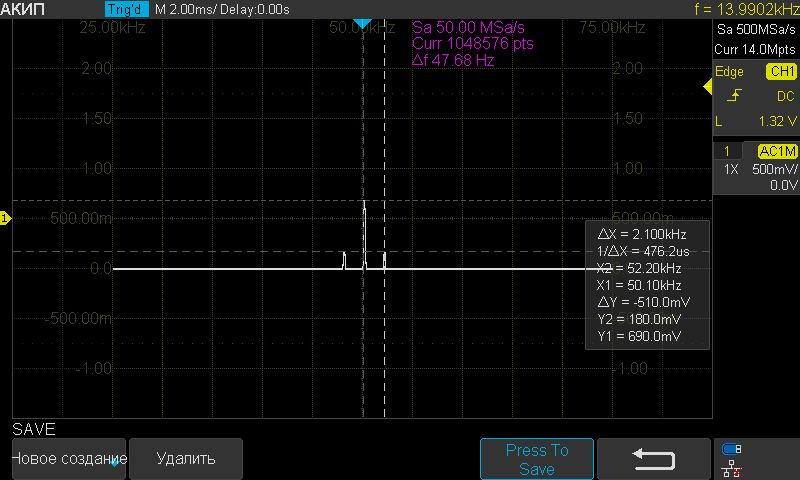 АКИП Trig'd M 2.00ms/ Delay:0.00s f = 13.9902kHz
25.00kHz 50.00kHz 75.00kHz
Sa 50.00 MSa/s
Curr 1048576 pts
Δf 47.68 Hz
Sa 500MSa/s
Curr 14.0Mpts
Edge CH1
DC
L 1.32 V
1 AC1M
1X 500mV/
0.0V
2.00 2.00
1.50 1.50
1.00 1.00
1 500.00m 500.00m
0.0
-500.00m
-1.00 -1.00
ΔX = 2.100kHz
1/ΔX = 476.2us
X2 = 52.20kHz
X1 = 50.10kHz
ΔY = -510.0mV
Y2 = 180.0mV
Y1 = 690.0mV
SAVE
Новое создание Удалить Press To
Save